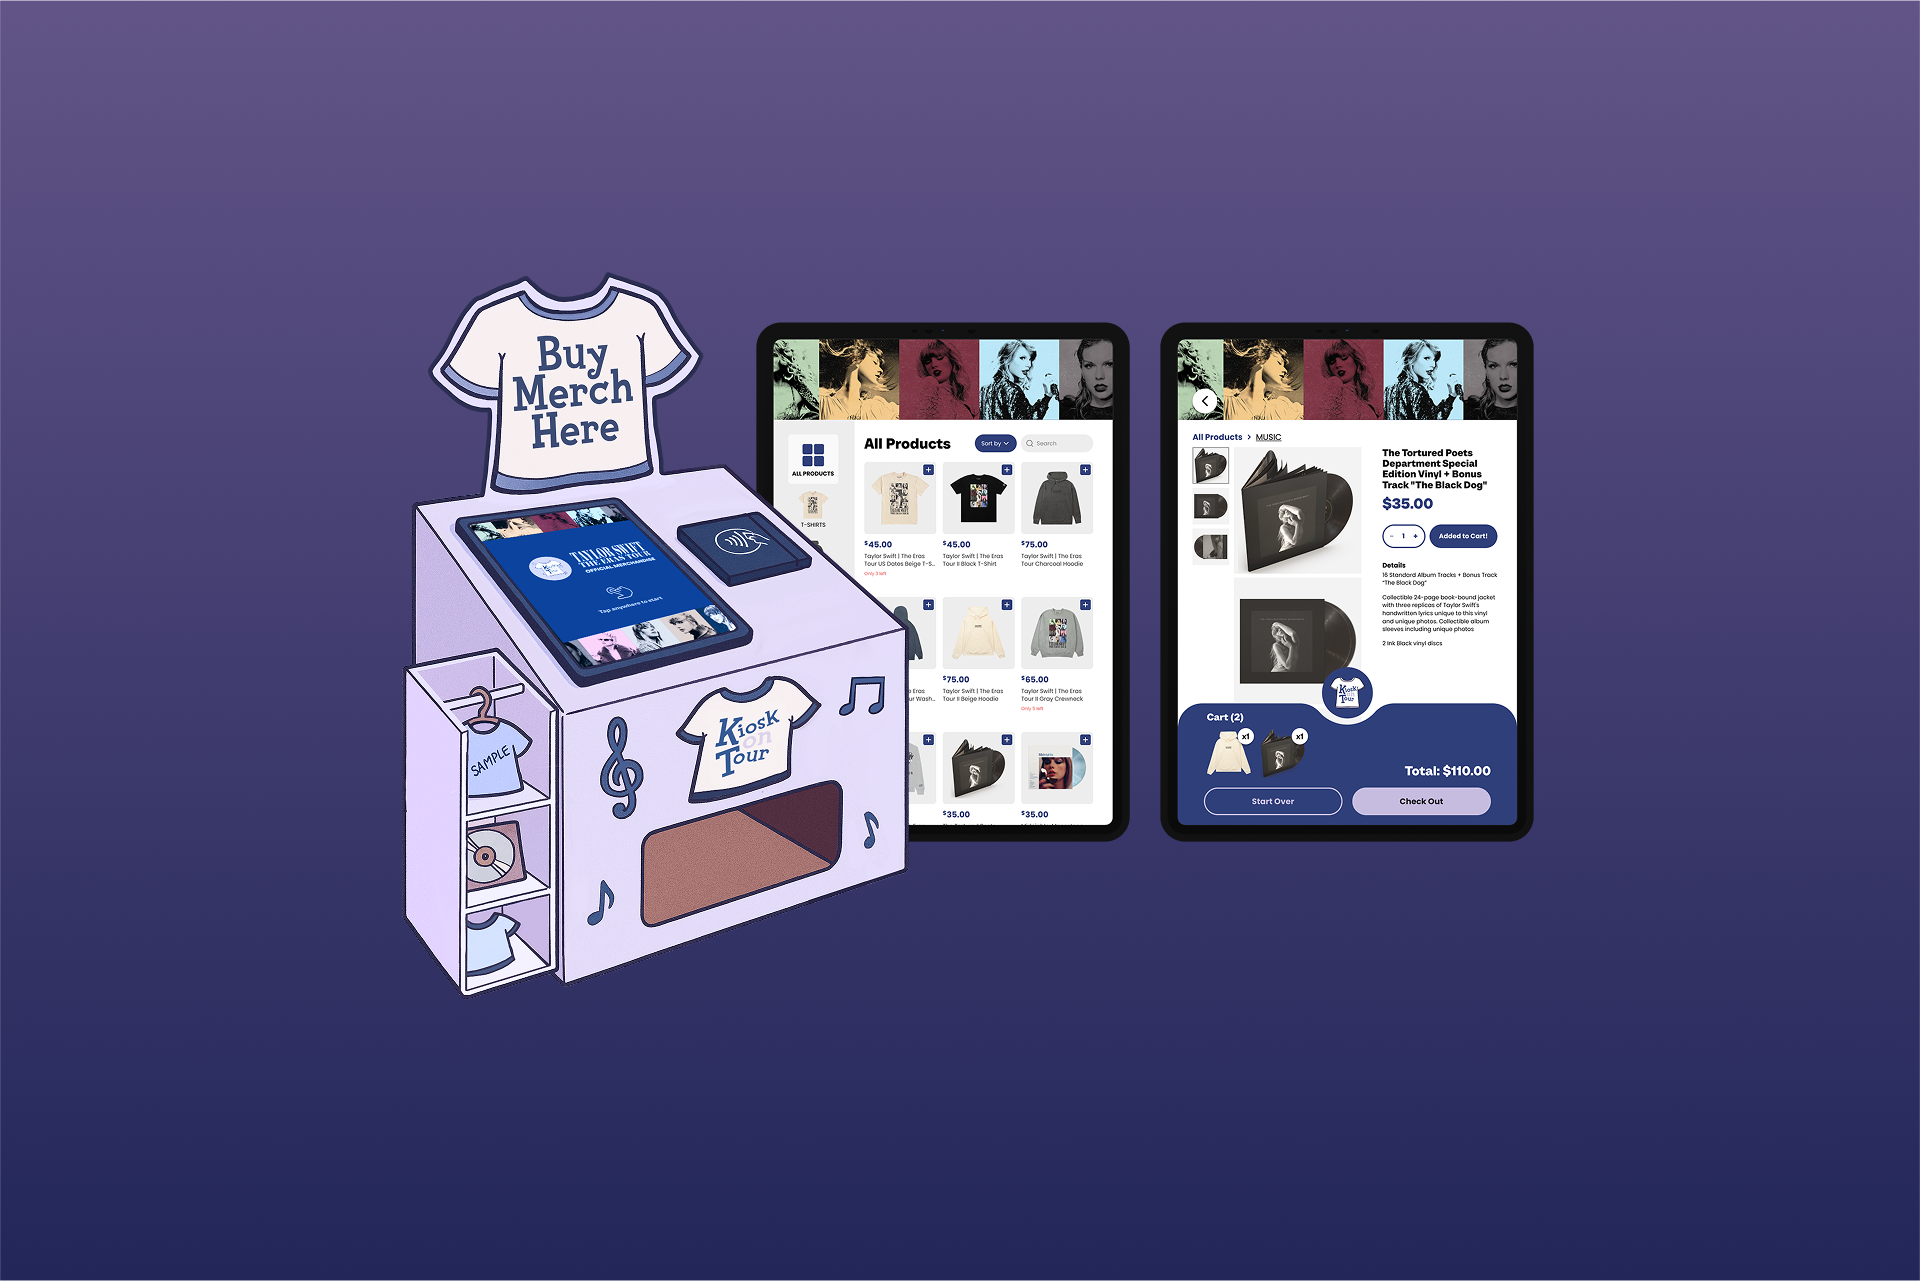 Buy
Merch
Here
TAYLOR SWIFT
THE ERAS TOUR
OFFICIAL MERCHANDISE
Tap anywhere to start
SAMPLE
Kiosk
on
Tour
ALL PRODUCTS
T-SHIRTS
All Products
Sort by
Search
$45.00
Taylor Swift | The Eras
Tour US Dates Beige T-S...
Only 3 left
$45.00
Taylor Swift | The Eras
Tour II Black T-Shirt
$75.00
Taylor Swift | The Eras
Tour Charcoal Hoodie
e Eras
ur Wash...
$75.00
Taylor Swift | The Eras
Tour II Beige Hoodie
$65.00
Taylor Swift | The Eras
Tour II Gray Crewneck
Only 5 left
$35.00
$35.00
All Products > MUSIC
The Tortured Poets
Department Special
Edition Vinyl + Bonus
Track "The Black Dog"
$35.00
- 1 +
Added to Cart!
Details
16 Standard Album Tracks + Bonus Track
"The Black Dog"
Collectible 24-page book-bound jacket
with three replicas of Taylor Swift's
handwritten lyrics unique to this vinyl
and unique photos. Collectible album
sleeves including unique photos
2 Ink Black vinyl discs
Kiosk
on
Tour
Cart (2)
x1
x1
Total: $110.00
Start Over
Check Out